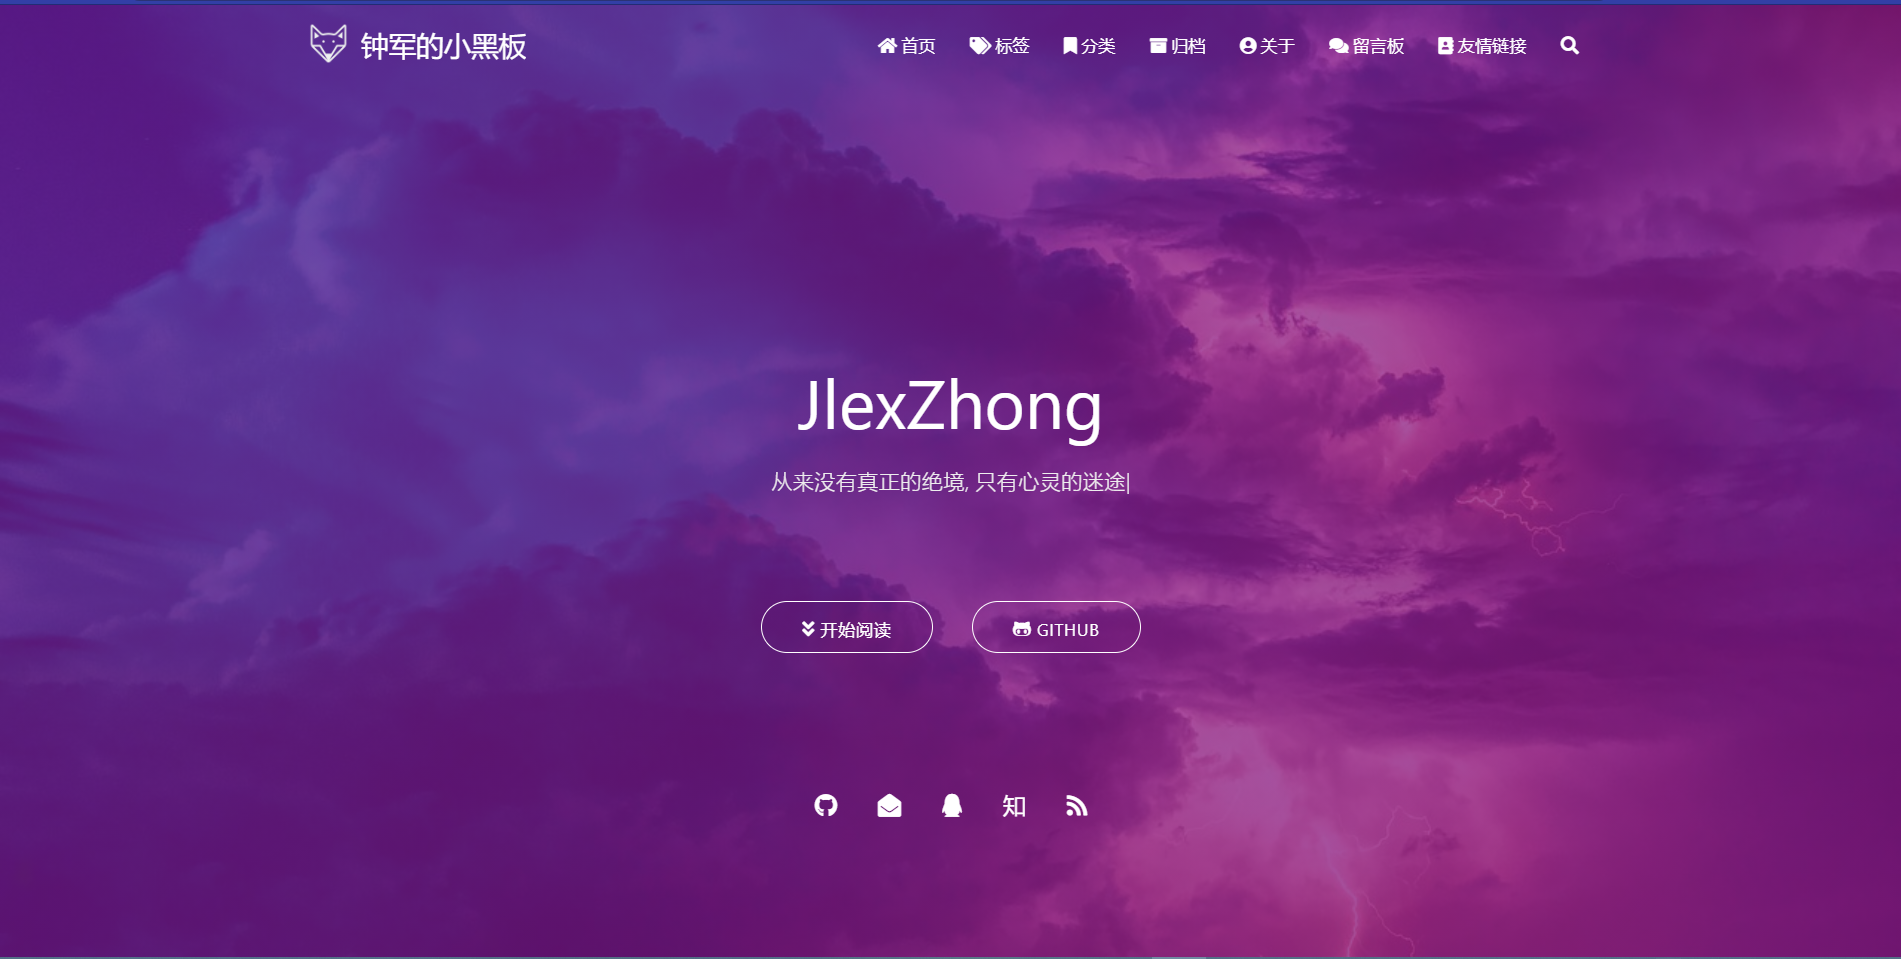 钟军的小黑板
首页 标签 分类 归档 关于 留言板 友情链接
JlexZhong
从来没有真正的绝境, 只有心灵的迷途|
开始阅读 GITHUB
知